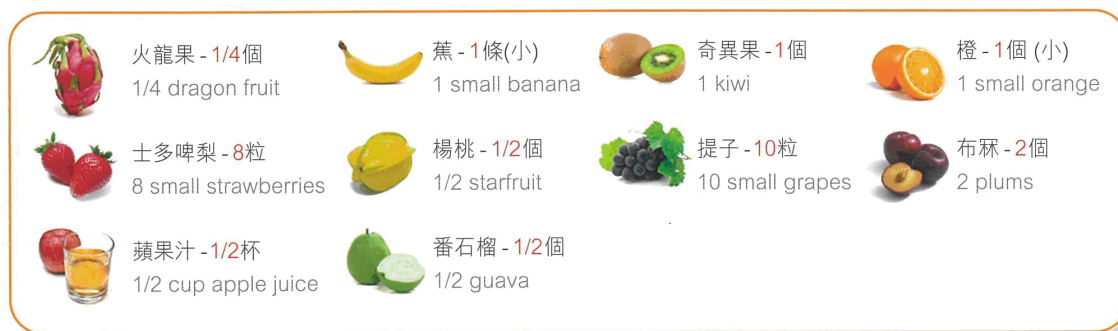 火龍果 - 1/4個
1/4 dragon fruit
蕉 - 1條(小)
1 small banana
奇異果 - 1個
1 kiwi
橙 - 1個 (小)
1 small orange
士多啤梨 - 8粒
8 small strawberries
楊桃 - 1/2個
1/2 starfruit
提子 - 10粒
10 small grapes
布冧 - 2個
2 plums
蘋果汁 - 1/2杯
1/2 cup apple juice
番石榴 - 1/2個
1/2 guava